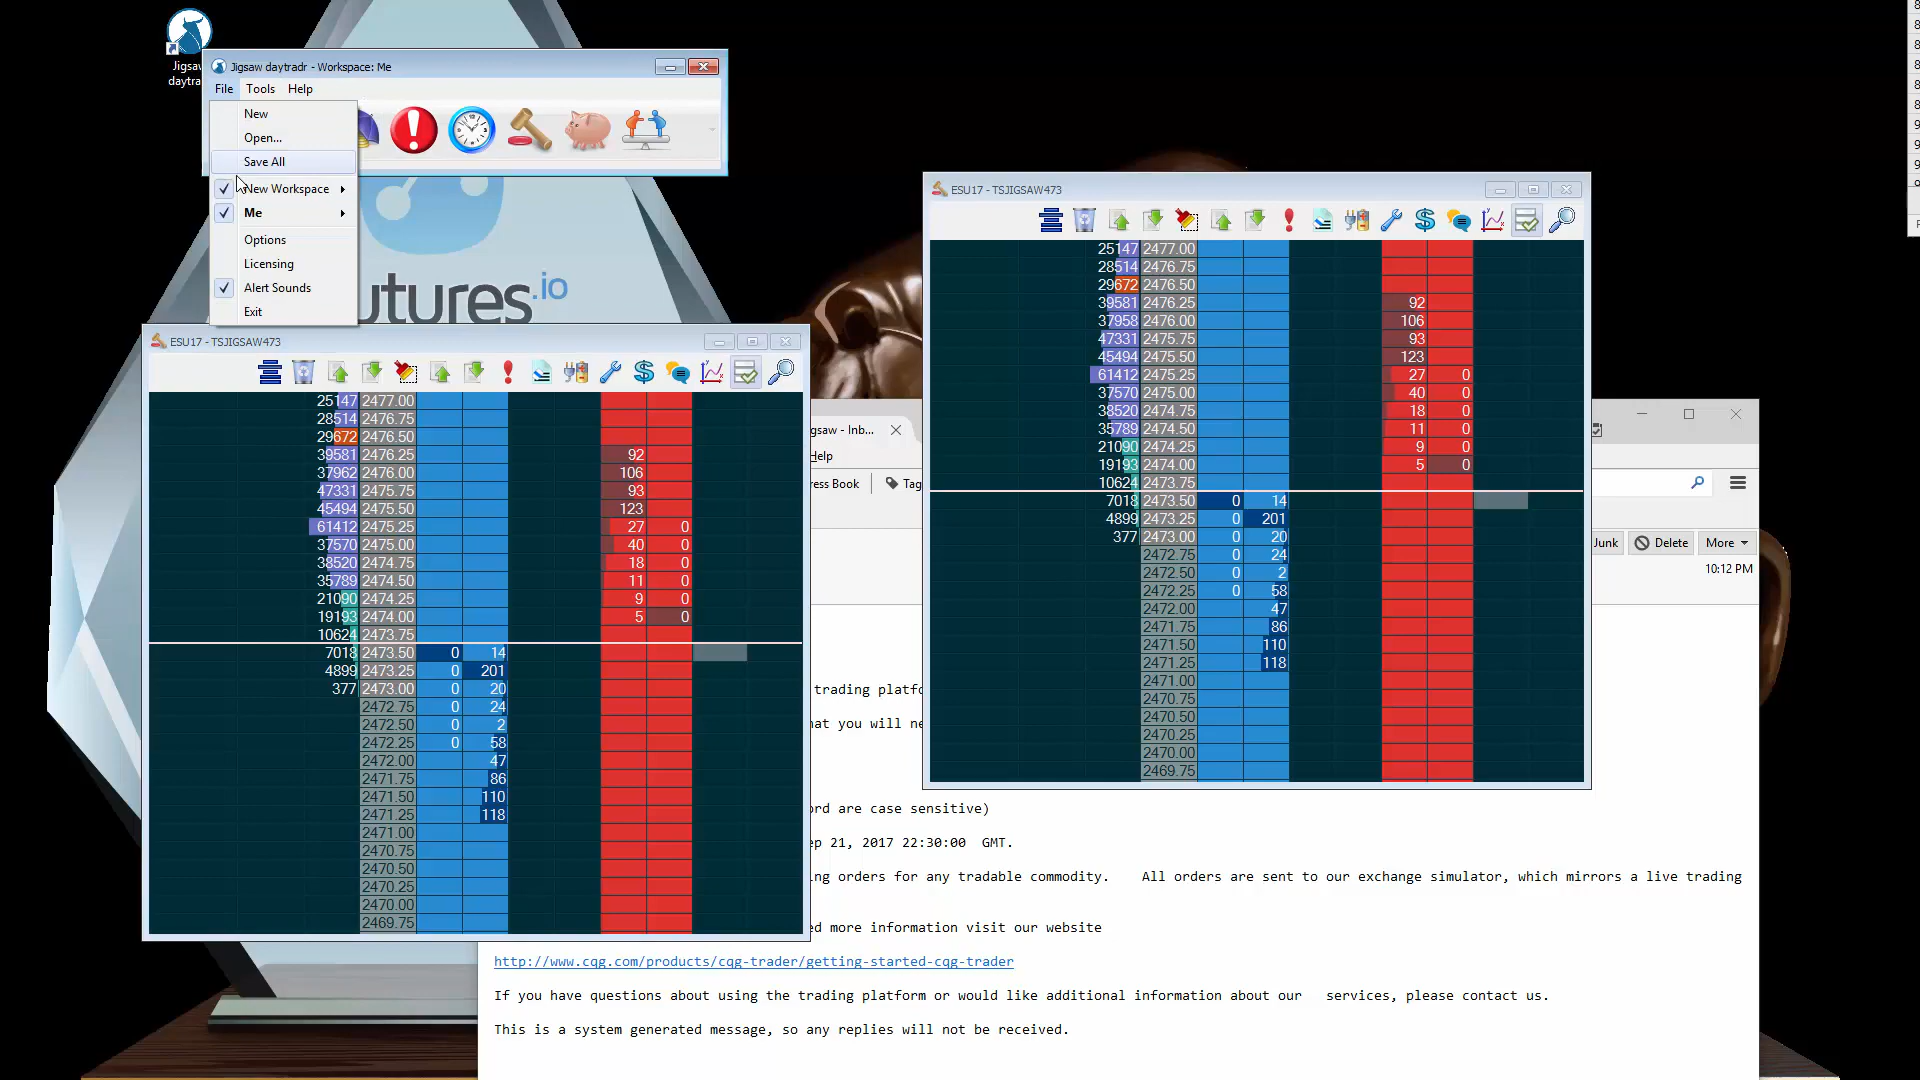 Jigsaw
daytra
Jigsaw daytradr - Workspace: Me
File Tools Help
New
Open...
Save All
New Workspace
Me
Options
Licensing
Alert Sounds
Exit
utures.io
ESU17 - TSJIGSAW473
25147 2477.00
28514 2476.75
29672 2476.50
39581 2476.25 92
37962 2476.00 106
47331 2475.75 93
45494 2475.50 123
61412 2475.25 27 0
37570 2475.00 40 0
38520 2474.75 18 0
35789 2474.50 11 0
21090 2474.25 9 0
19193 2474.00 5 0
10624 2473.75
7018 2473.50 0 14
4899 2473.25 0 201
377 2473.00 0 20
2472.75 0 24
2472.50 0 2
2472.25 0 58
2472.00 47
2471.75 86
2471.50 110
2471.25 118
2471.00
2470.75
2470.50
2470.25
2470.00
2469.75
ESU17 - TSJIGSAW473
25147 2477.00
28514 2476.75
29672 2476.50
39581 2476.25 92
37958 2476.00 106
47331 2475.75 93
45494 2475.50 123
61412 2475.25 27 0
37570 2475.00 40 0
38520 2474.75 18 0
35789 2474.50 11 0
21090 2474.25 9 0
19193 2474.00 5 0
10624 2473.75
7018 2473.50 0 14
4899 2473.25 0 201
377 2473.00 0 20
2472.75 0 24
2472.50 0 2
2472.25 0 58
2472.00 47
2471.75 86
2471.50 110
2471.25 118
2471.00
2470.75
2470.50
2470.25
2470.00
2469.75
gsaw - Inb...
Help
ress Book Tag
Junk Delete More
10:12 PM
trading platfo
hat you will ne
ord are case sensitive)
ep 21, 2017 22:30:00 GMT.
ing orders for any tradable commodity. All orders are sent to our exchange simulator, which mirrors a live trading
ed more information visit our website
http://www.cqg.com/products/cqg-trader/getting-started-cqg-trader
If you have questions about using the trading platform or would like additional information about our services, please contact us.
This is a system generated message, so any replies will not be received.